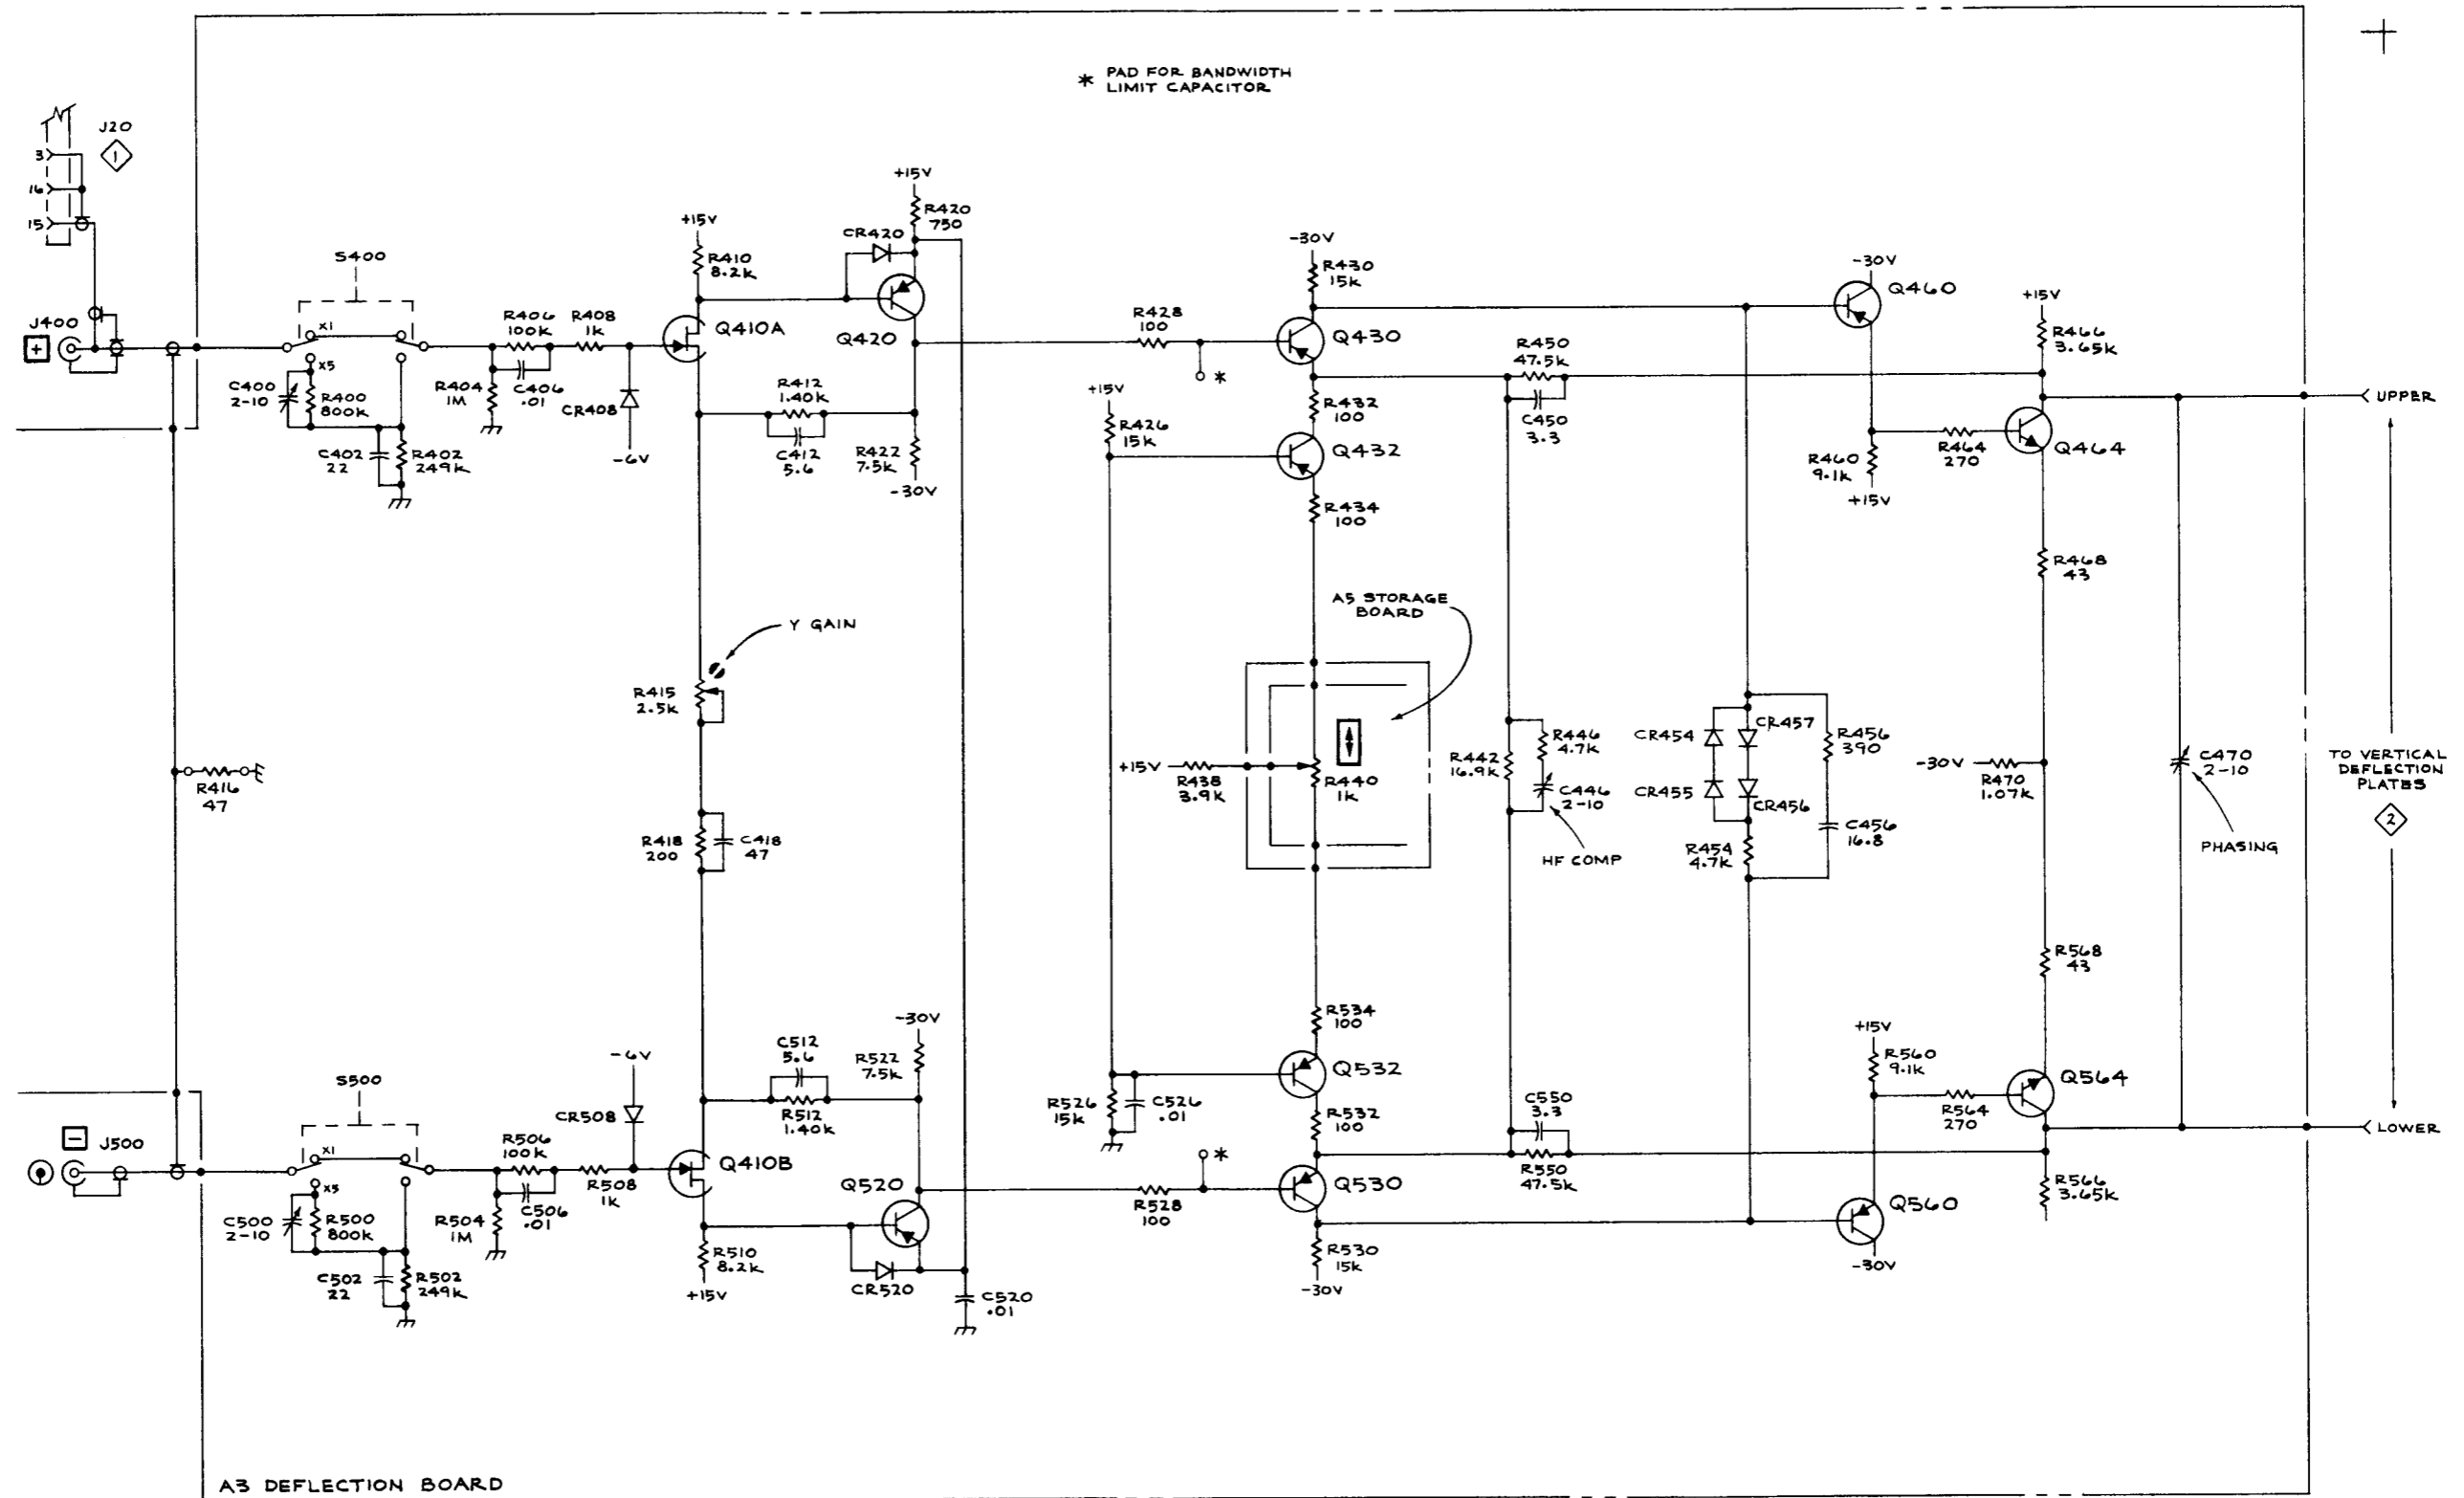 * PAD FOR BANDWIDTH
LIMIT CAPACITOR
J20
1
3
16
15
J400
+
S400
X1
X5
C400
2-10
R400
800K
C402
22
R402
249K
R404
1M
R406
100K
C406
.01
R408
1K
CR408
-6V
+15V
R410
8.2K
Q410A
CR420
+15V
R420
750
Q420
R412
1.40K
C412
5.6
R422
7.5K
-30V
R428
100
*
+15V
R426
15K
-30V
R430
15K
Q430
R432
100
Q432
R434
100
R450
47.5K
C450
3.3
-30V
Q460
R460
9.1K
+15V
R464
270
+15V
R466
3.65K
Q464
R468
43
UPPER
Y GAIN
R415
2.5K
R416
47
R418
200
C418
47
A5 STORAGE
BOARD
+15V
R438
3.9K
R440
1K
R442
16.9K
R446
4.7K
C446
2-10
HF COMP
CR454
CR455
CR457
CR456
R454
4.7K
R456
390
C456
16.8
-30V
R470
1.07K
C470
2-10
PHASING
TO VERTICAL
DEFLECTION
PLATES
2
R568
43
J500
-
S500
X1
X5
C500
2-10
R500
800K
C502
22
R502
249K
R504
1M
R506
100K
C506
.01
R508
1K
CR508
-6V
Q410B
R510
8.2K
+15V
C512
5.6
R512
1.40K
R522
7.5K
-30V
Q520
CR520
C520
.01
R526
15K
C526
.01
R528
100
*
R534
100
Q532
R532
100
Q530
R530
15K
-30V
C550
3.3
R550
47.5K
+15V
R560
9.1K
R564
270
Q564
Q560
-30V
R566
3.65K
LOWER
A3 DEFLECTION BOARD